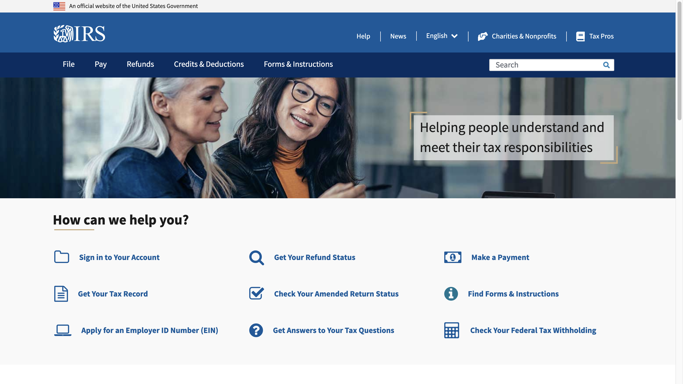 An official website of the United States Government
IRS
Help
News
English
Charities & Nonprofits
Tax Pros
File
Pay
Refunds
Credits & Deductions
Forms & Instructions
Search
Helping people understand and
meet their tax responsibilities
How can we help you?
Sign in to Your Account
Get Your Refund Status
Make a Payment
Get Your Tax Record
Check Your Amended Return Status
Find Forms & Instructions
Apply for an Employer ID Number (EIN)
Get Answers to Your Tax Questions
Check Your Federal Tax Withholding